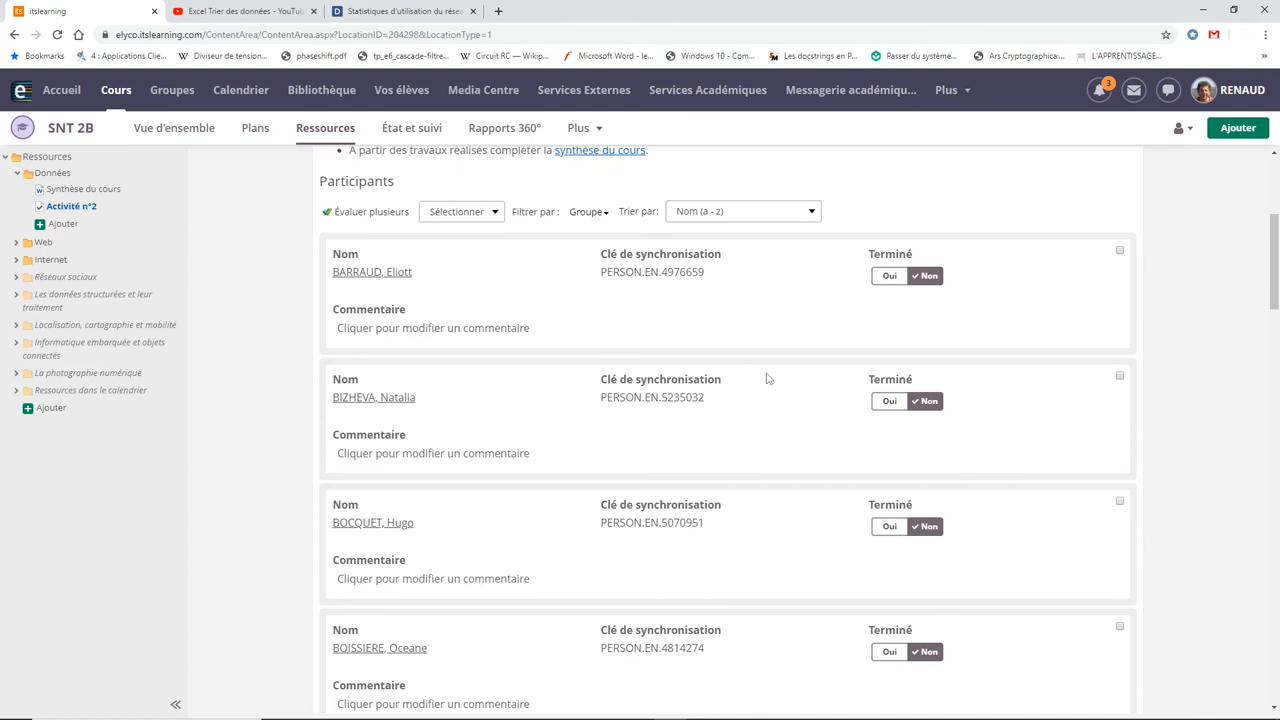 itslearning
Excel Trier des données - YouTu
Statistiques d'utilisation du rése
elyco.itslearning.com/ContentArea/ContentArea.aspx?LocationID=204298&LocationType=1
Bookmarks
4 : Applications Clie...
Diviseur de tension...
phaseshift.pdf
tp_e6_cascade-filtre...
Circuit RC — Wikip...
Microsoft Word - le...
Windows 10 - Com...
Les docstrings en P...
Passer du système...
Ars Cryptographica:...
L'APPRENTISSAGE...
Accueil
Cours
Groupes
Calendrier
Bibliothèque
Vos élèves
Media Centre
Services Externes
Services Académiques
Messagerie académiqu...
Plus
3
RENAUD
SNT 2B
Vue d'ensemble
Plans
Ressources
État et suivi
Rapports 360°
Plus
Ajouter
Ressources
Données
Synthèse du cours
Activité n°2
Ajouter
Web
Internet
Réseaux sociaux
Les données structurées et leur
traitement
Localisation, cartographie et mobilité
Informatique embarquée et objets
connectés
La photographie numérique
Ressources dans le calendrier
Ajouter
A partir des travaux réalisés compléter la synthèse du cours.
Participants
Évaluer plusieurs
Sélectionner
Filtrer par :
Groupe
Trier par:
Nom (a - z)
Nom
Clé de synchronisation
Terminé
BARRAUD, Eliott
PERSON.EN.4976659
Oui
Non
Commentaire
Cliquer pour modifier un commentaire
Nom
Clé de synchronisation
Terminé
BIZHEVA, Natalia
PERSON.EN.5235032
Oui
Non
Commentaire
Cliquer pour modifier un commentaire
Nom
Clé de synchronisation
Terminé
BOCQUET, Hugo
PERSON.EN.5070951
Oui
Non
Commentaire
Cliquer pour modifier un commentaire
Nom
Clé de synchronisation
Terminé
BOISSIERE, Oceane
PERSON.EN.4814274
Oui
Non
Commentaire
Cliquer pour modifier un commentaire